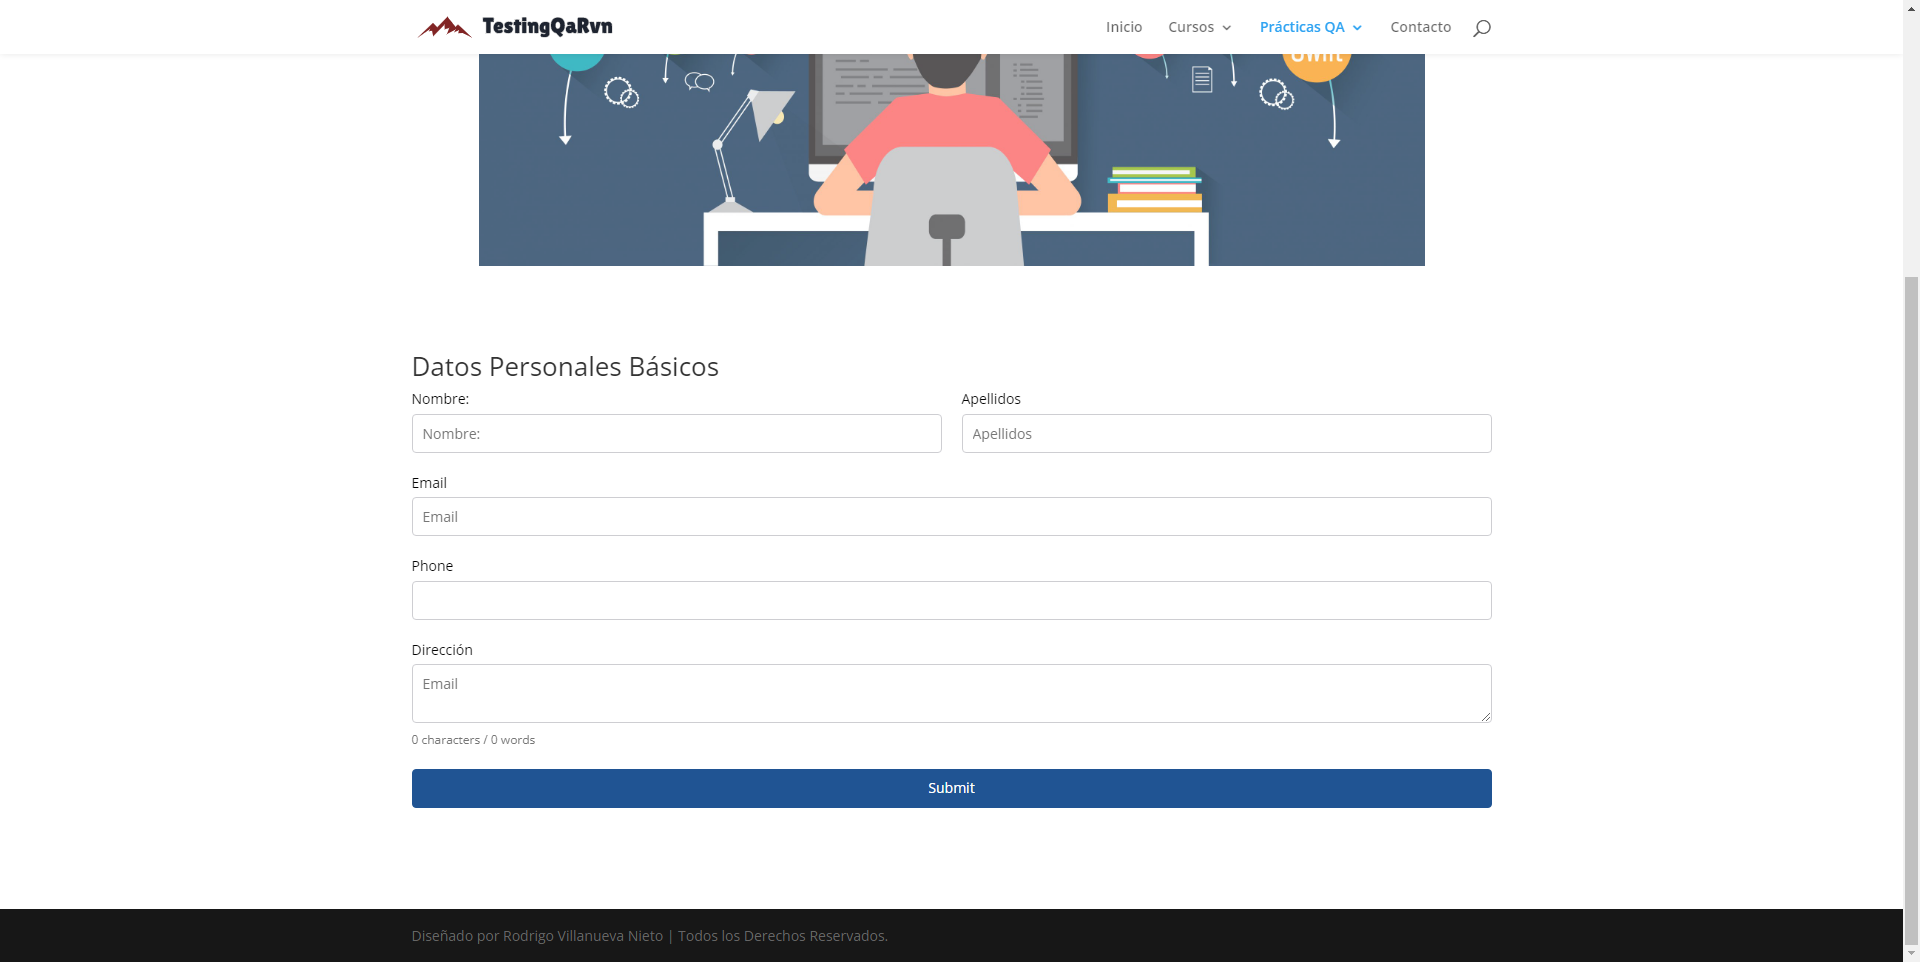 TestingQaRvn
Inicio Cursos Prácticas QA Contacto
Datos Personales Básicos
Nombre: Apellidos
Nombre: Apellidos
Email
Email
Phone
Dirección
Email
0 characters / 0 words
Submit
Diseñado por Rodrigo Villanueva Nieto | Todos los Derechos Reservados.